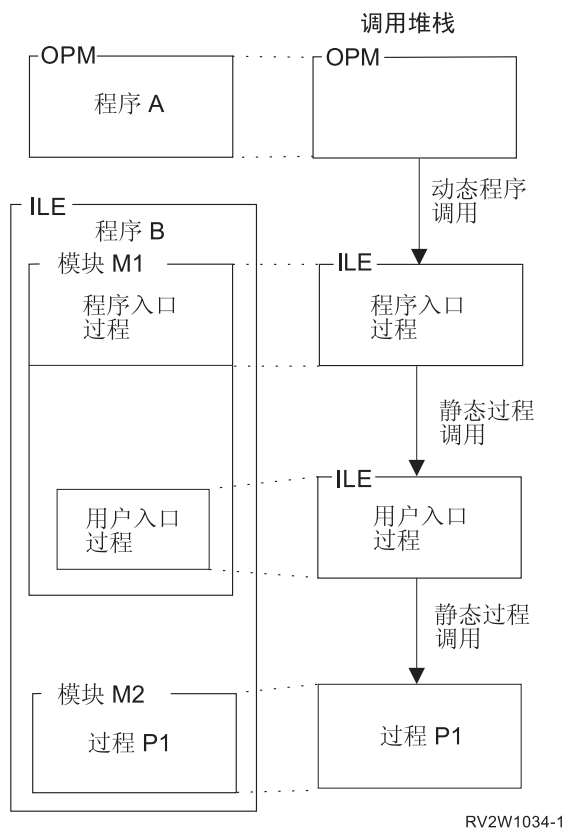 调用堆栈
OPM
程序 A
OPM
动态程序
调用
ILE
程序 B
模块 M1
程序入口
过程
用户入口
过程
模块 M2
过程 P1
ILE
程序入口
过程
静态过程
调用
ILE
用户入口
过程
静态过程
调用
过程 P1
RV2W1034-1